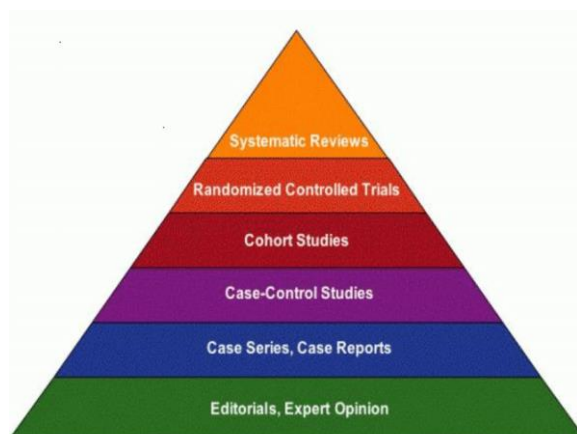 Systematic Reviews
Randomized Controlled Trials
Cohort Studies
Case-Control Studies
Case Series, Case Reports
Editorials, Expert Opinion